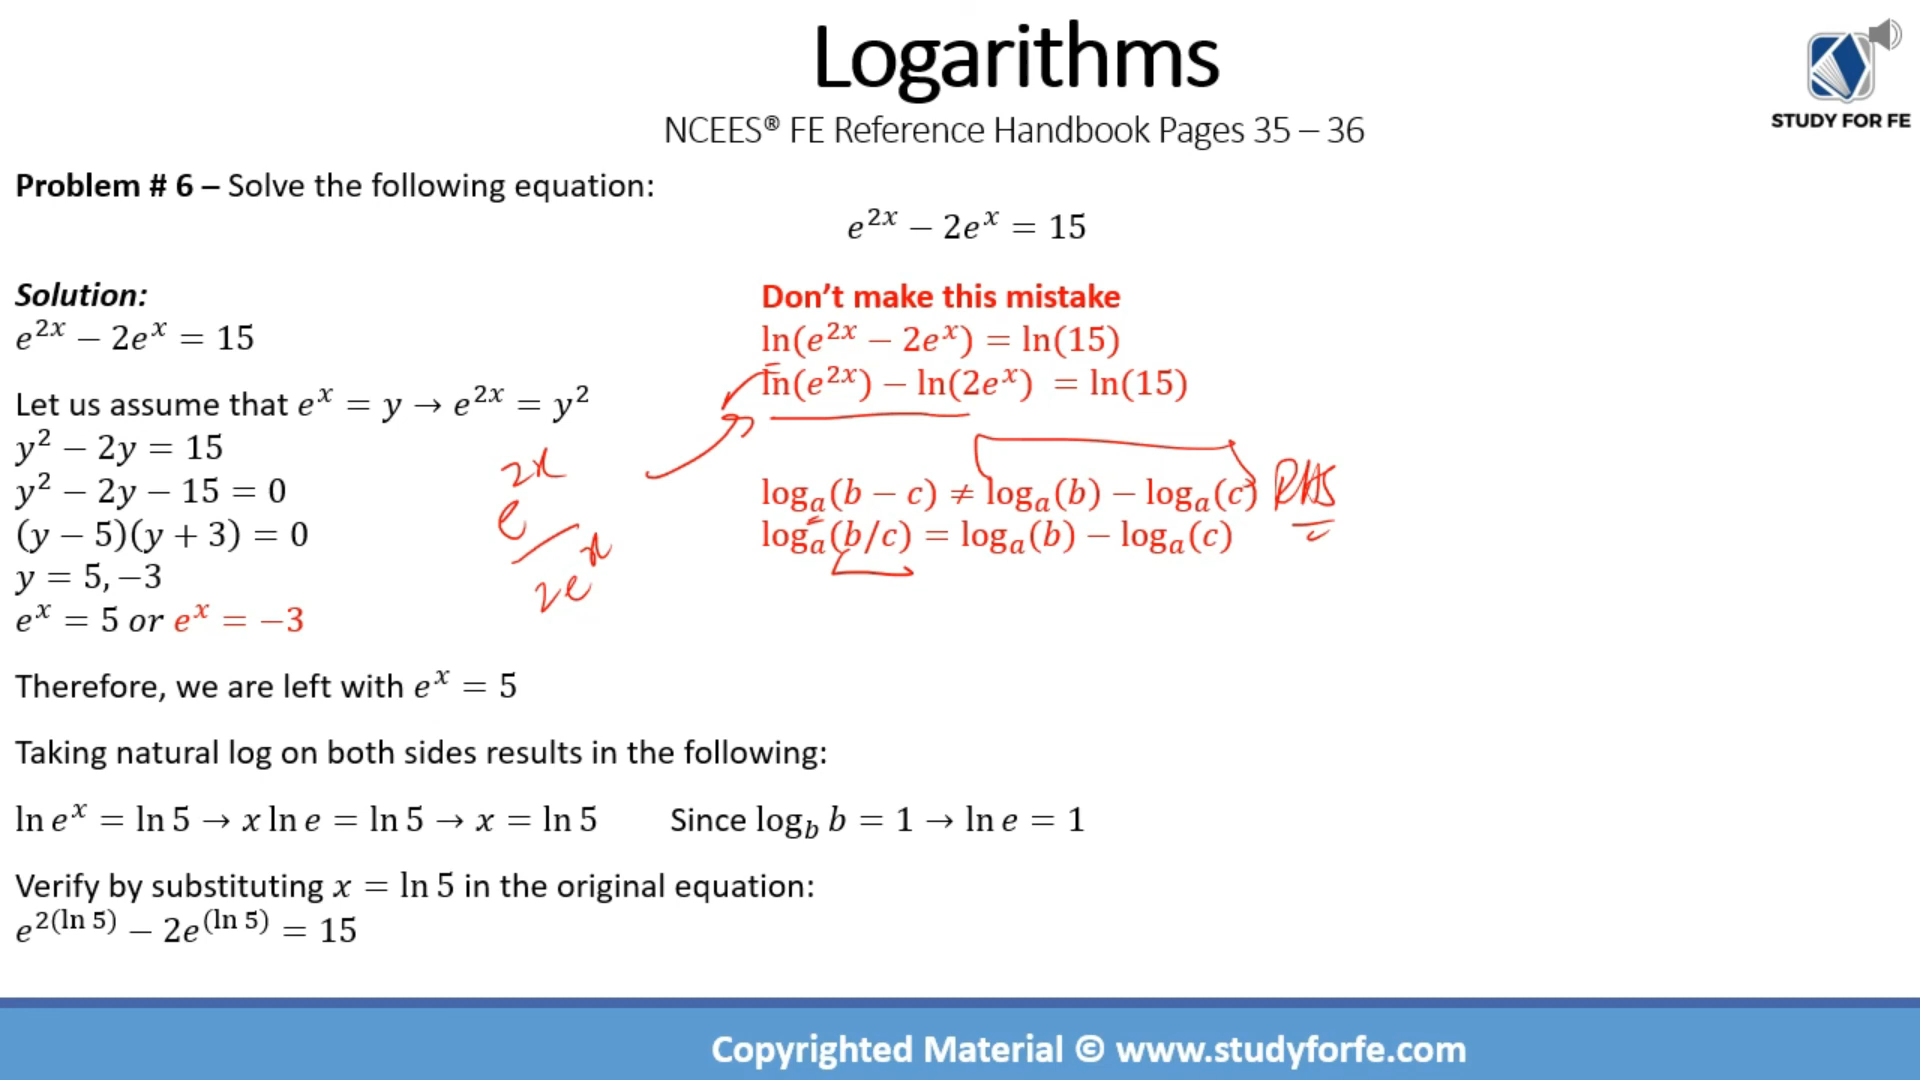 Logarithms
STUDY FOR FE
NCEES® FE Reference Handbook Pages 35 – 36
Problem # 6 – Solve the following equation:
e^{2x} − 2e^x = 15
Solution:
e^{2x} − 2e^x = 15
Let us assume that e^x = y → e^{2x} = y^2
y^2 − 2y = 15
y^2 − 2y − 15 = 0
(y − 5)(y + 3) = 0
y = 5, −3
e^x = 5 or e^x = −3
Therefore, we are left with e^x = 5
Taking natural log on both sides results in the following:
ln e^x = ln 5 → x ln e = ln 5 → x = ln 5 Since log_b b = 1 → ln e = 1
Verify by substituting x = ln 5 in the original equation:
e^{2(ln 5)} − 2e^{(ln 5)} = 15
Don't make this mistake
ln(e^{2x} − 2e^x) = ln(15)
ln(e^{2x}) − ln(2e^x) = ln(15)
log_a(b − c) ≠ log_a(b) − log_a(c) RHS
log_a(b/c) = log_a(b) − log_a(c)
e^{2x}
2e^x
Copyrighted Material © www.studyforfe.com